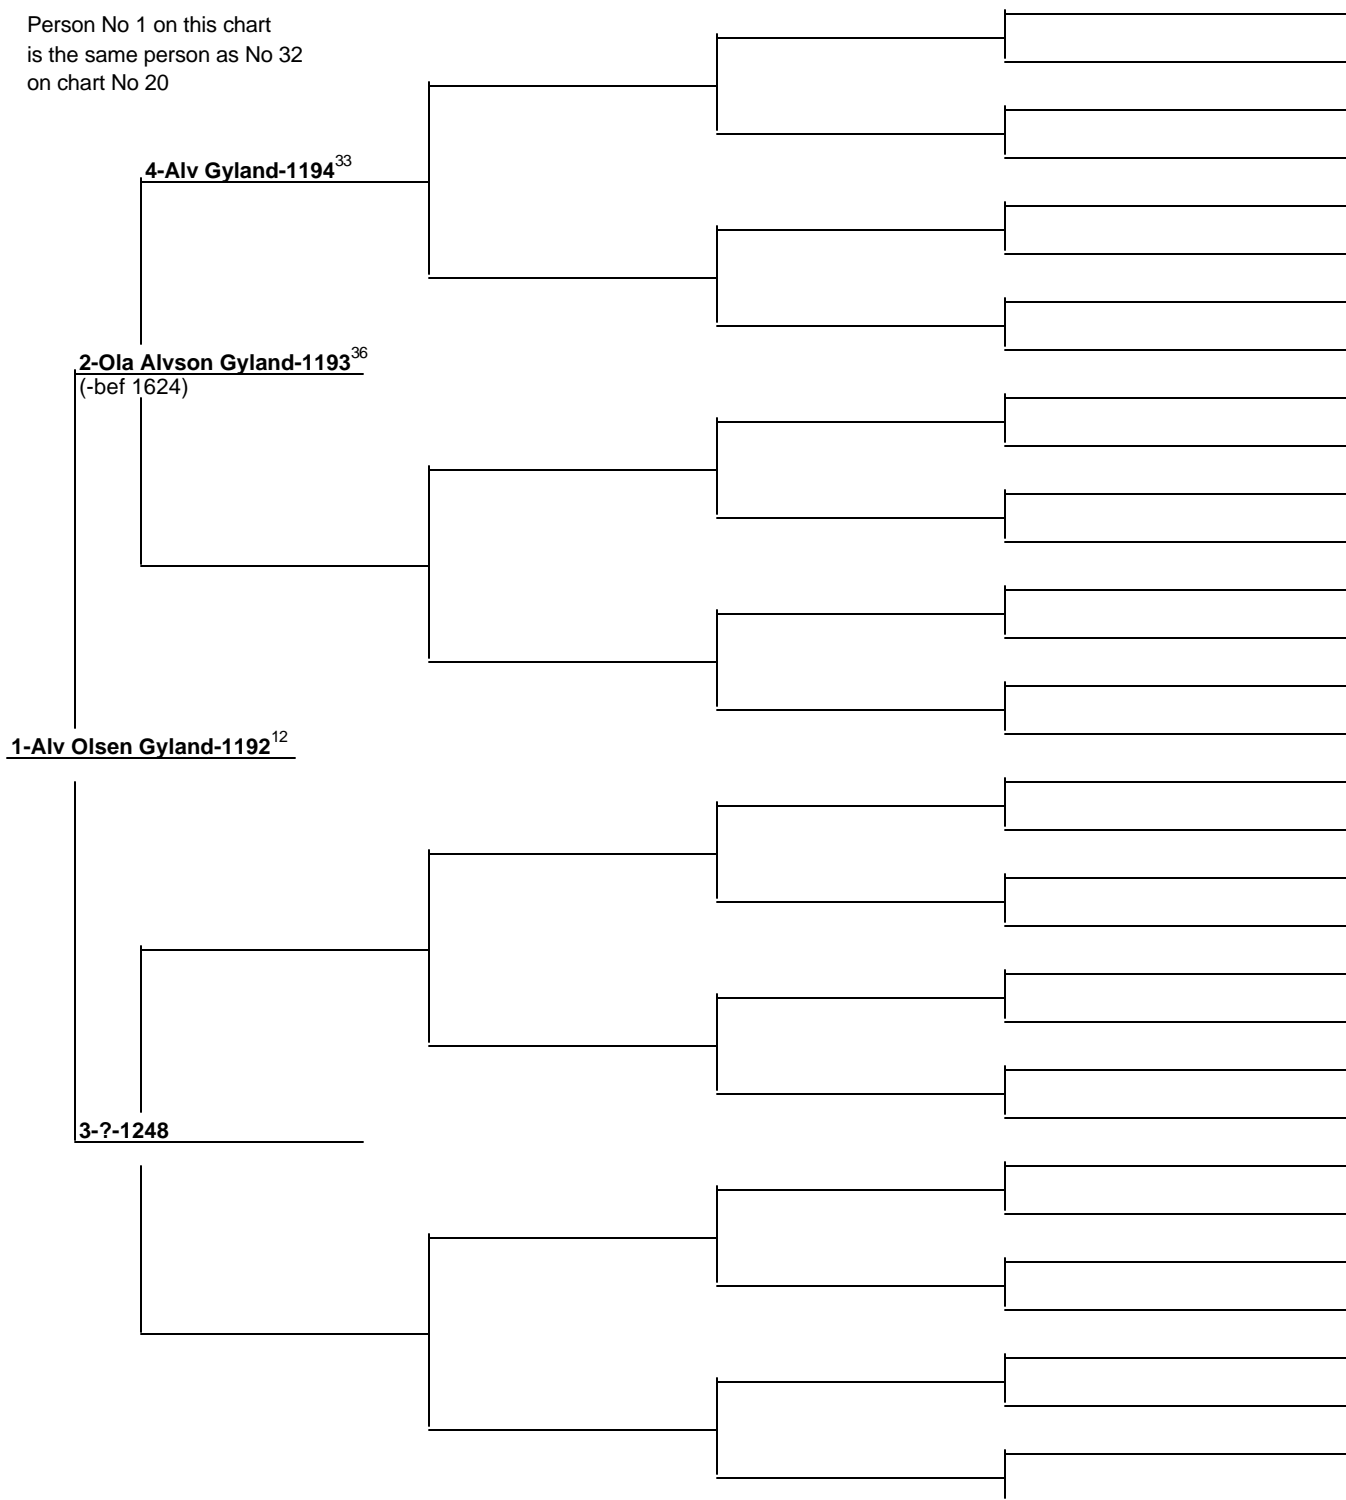 Person No 1 on this chart
is the same person as No 32
on chart No 20
4-Alv Gyland-1194³³
2-Ola Alvson Gyland-1193³⁶
(-bef 1624)
1-Alv Olsen Gyland-1192¹²
3-?-1248